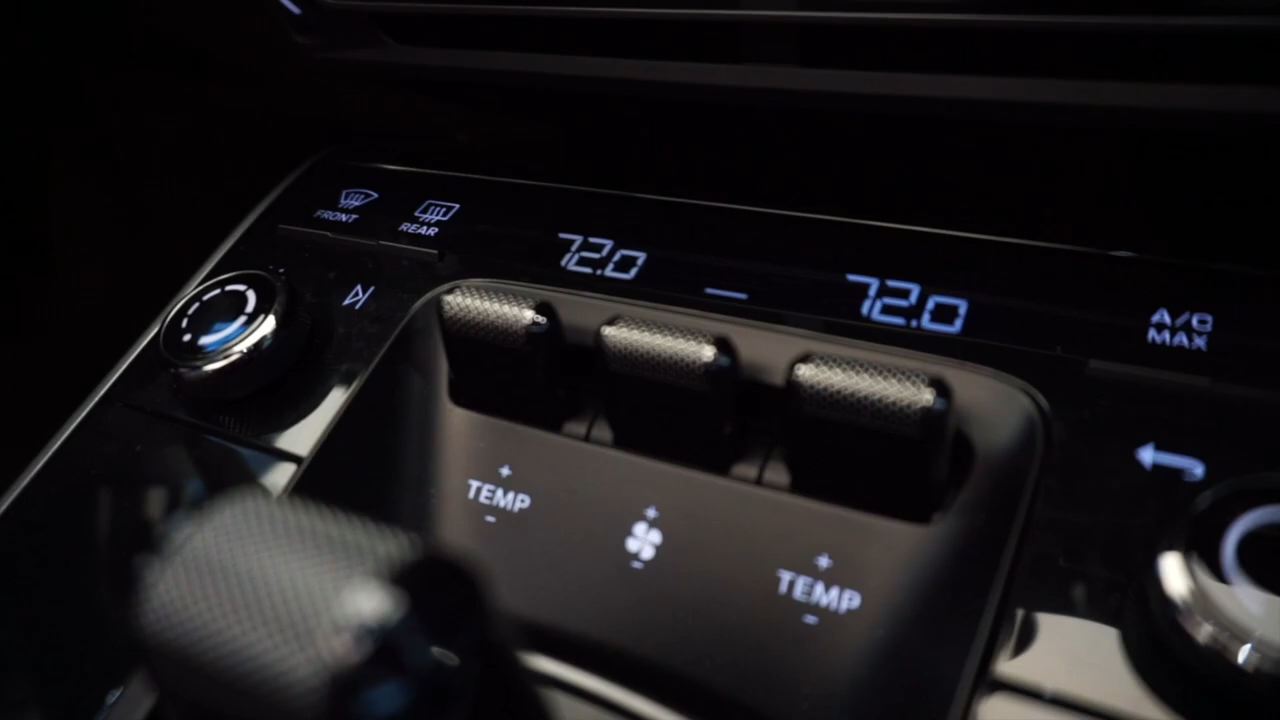 FRONT
REAR
72.0
72.0
A/C
MAX
+
TEMP
-
+
-
+
TEMP
-